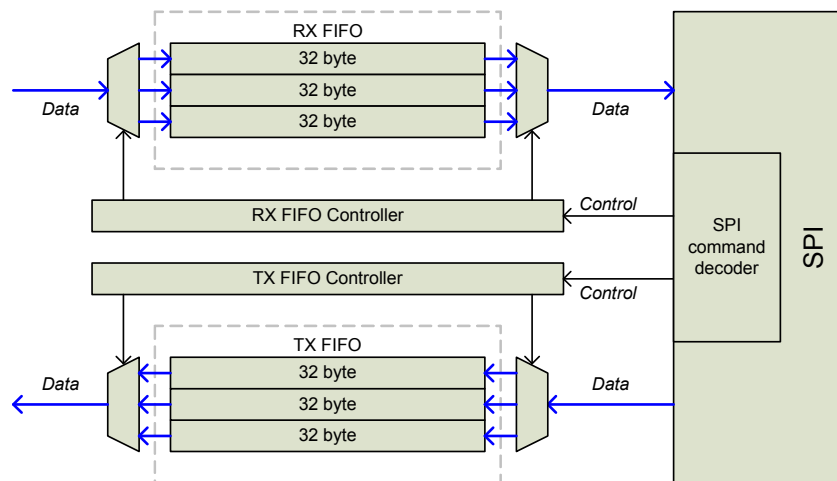 RX FIFO
32 byte
32 byte
32 byte
Data
Data
RX FIFO Controller
Control
SPI
command
decoder
SPI
TX FIFO Controller
Control
TX FIFO
32 byte
32 byte
32 byte
Data
Data